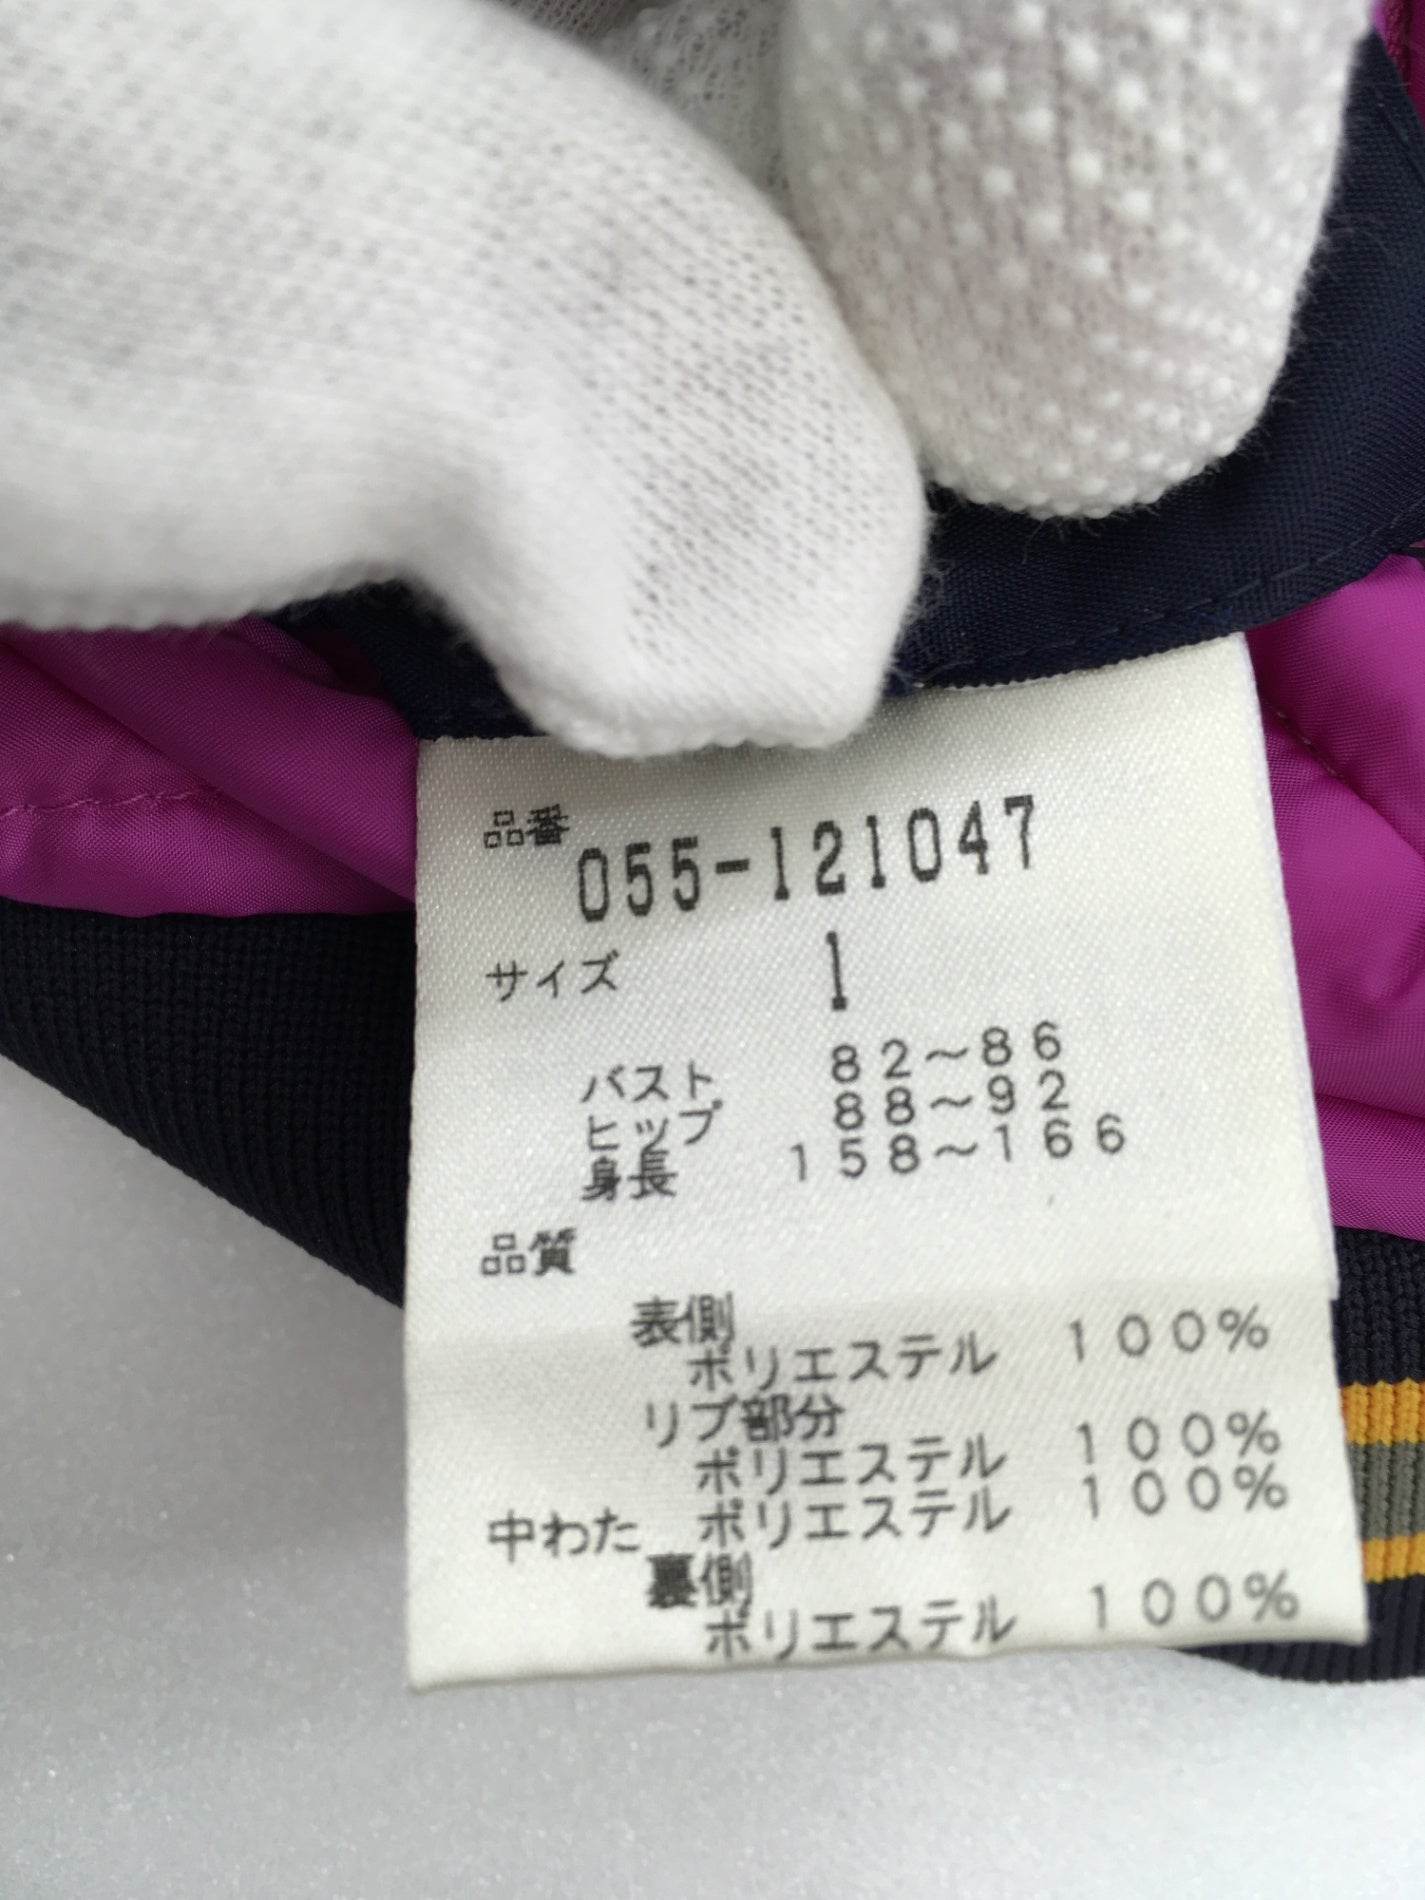 品番 055-121047
サイズ 1
バスト 82～86
ヒップ 88～92
身長 158～166
品質
表側
ポリエステル 100%
リブ部分
ポリエステル 100%
中わた ポリエステル 100%
裏側
ポリエステル 100%